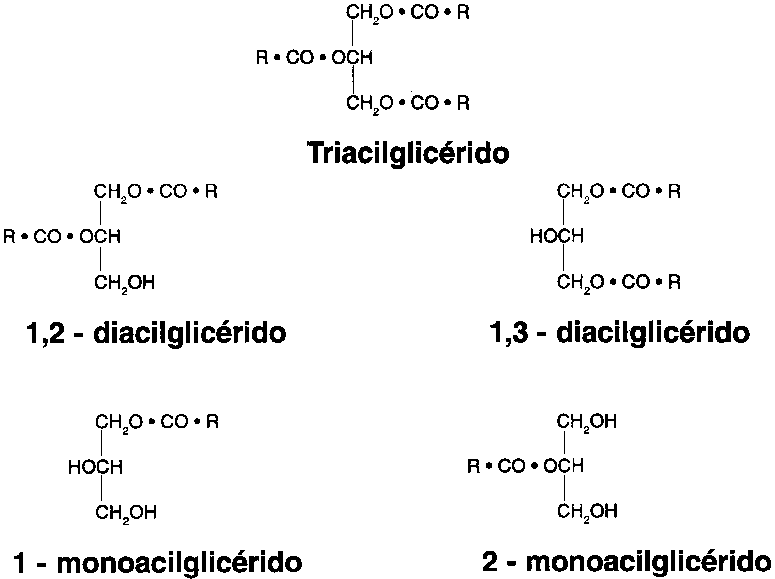 CH₂O • CO • R
R • CO • OCH
CH₂O • CO • R
Triacilglicérido
CH₂O • CO • R
R • CO • OCH
CH₂OH
1,2 - diacilglicérido
CH₂O • CO • R
HOCH
CH₂O • CO • R
1,3 - diacilglicérido
CH₂O • CO • R
HOCH
CH₂OH
1 - monoacilglicérido
CH₂OH
R • CO • OCH
CH₂OH
2 - monoacilglicérido